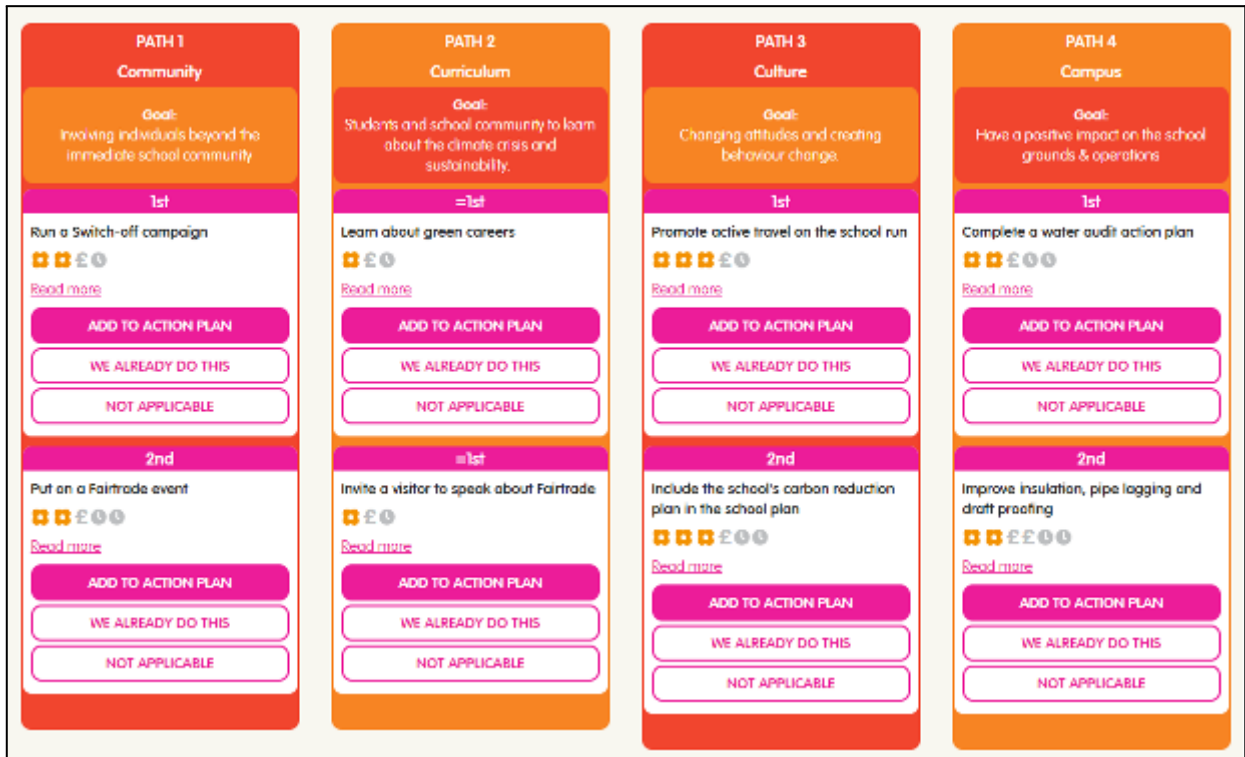 PATH 1
Community
Goal:
Involving individuals beyond the
immediate school community
1st
Run a Switch-off campaign
£
Read more
ADD TO ACTION PLAN
WE ALREADY DO THIS
NOT APPLICABLE
2nd
Put on a Fairtrade event
£
Read more
ADD TO ACTION PLAN
WE ALREADY DO THIS
NOT APPLICABLE
PATH 2
Curriculum
Goal:
Students and school community to learn
about the climate crisis and
sustainability.
=1st
Learn about green careers
£
Read more
ADD TO ACTION PLAN
WE ALREADY DO THIS
NOT APPLICABLE
=1st
Invite a visitor to speak about Fairtrade
£
Read more
ADD TO ACTION PLAN
WE ALREADY DO THIS
NOT APPLICABLE
PATH 3
Culture
Goal:
Changing attitudes and creating
behaviour change.
1st
Promote active travel on the school run
£
Read more
ADD TO ACTION PLAN
WE ALREADY DO THIS
NOT APPLICABLE
2nd
Include the school's carbon reduction
plan in the school plan
£
Read more
ADD TO ACTION PLAN
WE ALREADY DO THIS
NOT APPLICABLE
PATH 4
Campus
Goal:
Have a positive impact on the school
grounds & operations
1st
Complete a water audit action plan
£
Read more
ADD TO ACTION PLAN
WE ALREADY DO THIS
NOT APPLICABLE
2nd
Improve insulation, pipe lagging and
draft proofing
££
Read more
ADD TO ACTION PLAN
WE ALREADY DO THIS
NOT APPLICABLE